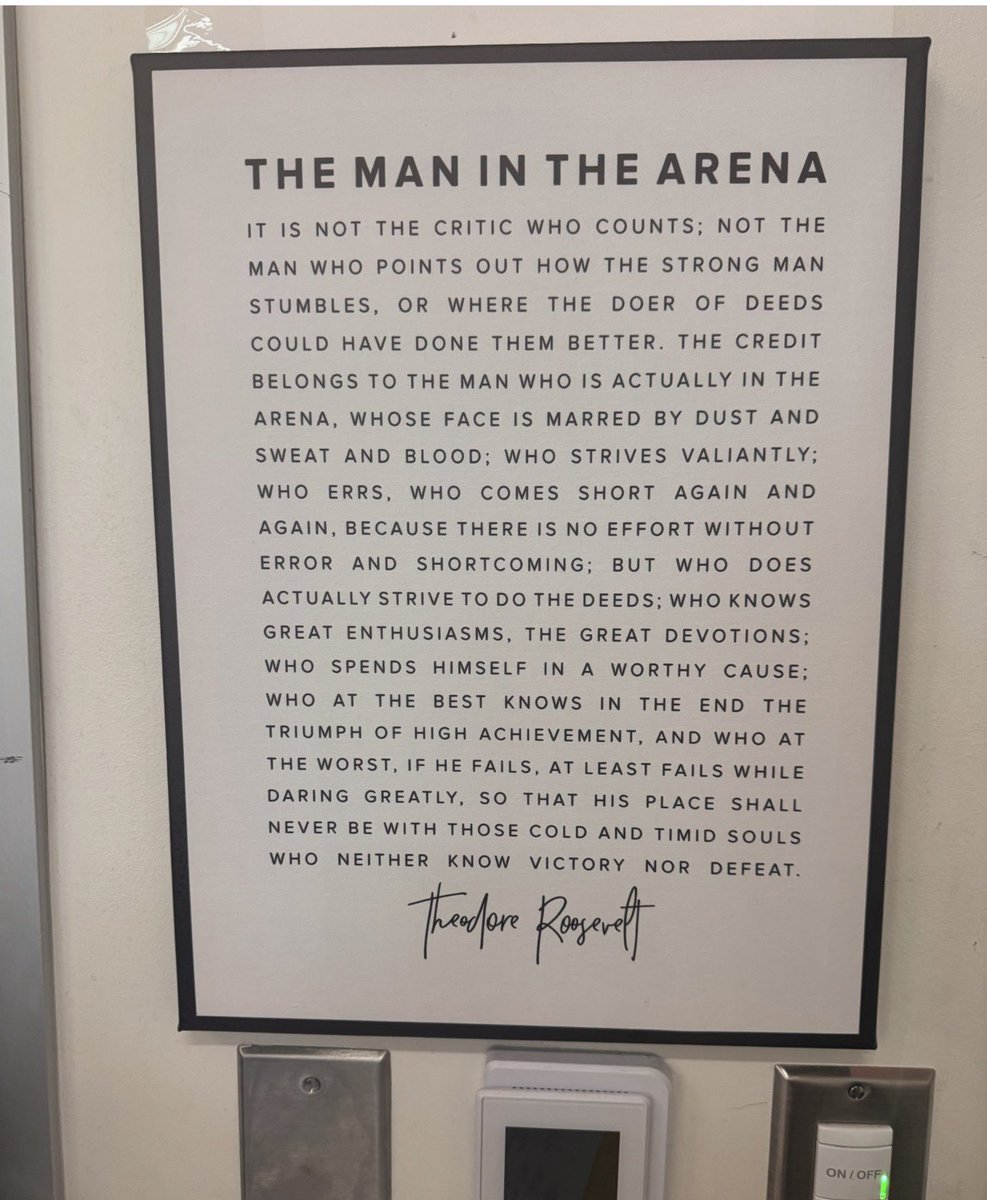 THE MAN IN THE ARENA
IT IS NOT THE CRITIC WHO COUNTS; NOT THE
MAN WHO POINTS OUT HOW THE STRONG MAN
STUMBLES, OR WHERE THE DOER OF DEEDS
COULD HAVE DONE THEM BETTER. THE CREDIT
BELONGS TO THE MAN WHO IS ACTUALLY IN THE
ARENA, WHOSE FACE IS MARRED BY DUST AND
SWEAT AND BLOOD; WHO STRIVES VALIANTLY;
WHO ERRS, WHO COMES SHORT AGAIN AND
AGAIN, BECAUSE THERE IS NO EFFORT WITHOUT
ERROR AND SHORTCOMING; BUT WHO DOES
ACTUALLY STRIVE TO DO THE DEEDS; WHO KNOWS
GREAT ENTHUSIASMS, THE GREAT DEVOTIONS;
WHO SPENDS HIMSELF IN A WORTHY CAUSE;
WHO AT THE BEST KNOWS IN THE END THE
TRIUMPH OF HIGH ACHIEVEMENT, AND WHO AT
THE WORST, IF HE FAILS, AT LEAST FAILS WHILE
DARING GREATLY, SO THAT HIS PLACE SHALL
NEVER BE WITH THOSE COLD AND TIMID SOULS
WHO NEITHER KNOW VICTORY NOR DEFEAT.
Theodore Roosevelt
ON / OFF